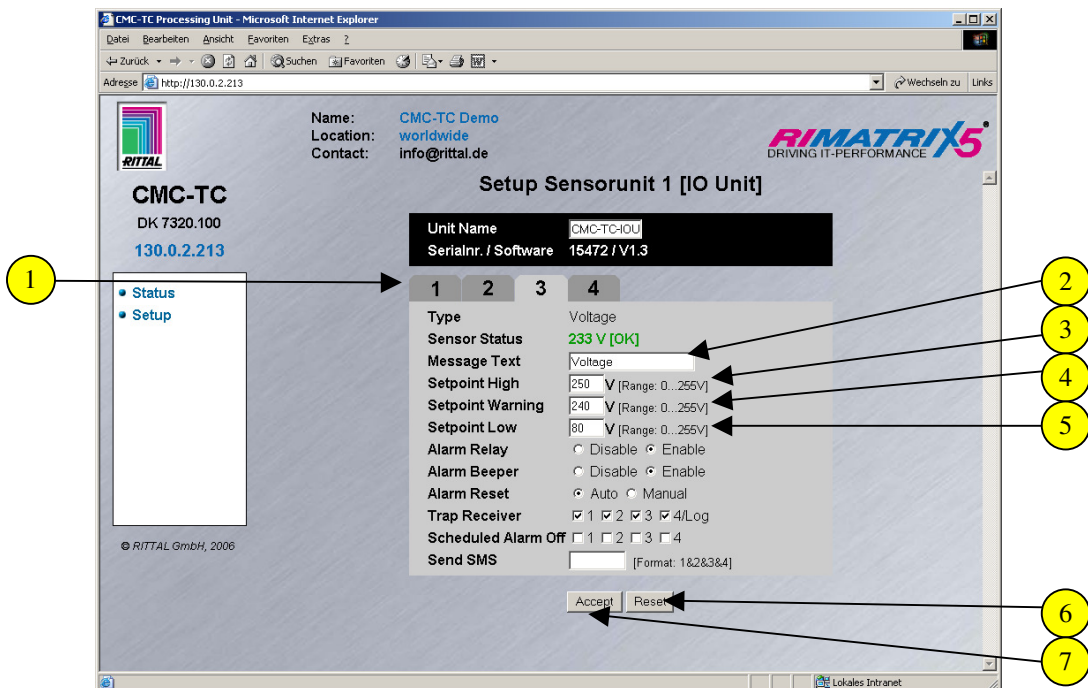 CMC-TC Processing Unit - Microsoft Internet Explorer
Datei Bearbeiten Ansicht Favoriten Extras ?
Zurück Suchen Favoriten
Adresse http://130.0.2.213 Wechseln zu Links
RITTAL
Name: CMC-TC Demo
Location: worldwide
Contact: info@rittal.de
RIMATRIX5
DRIVING IT-PERFORMANCE
CMC-TC
DK 7320.100
130.0.2.213
Status
Setup
© RITTAL GmbH, 2006
Setup Sensorunit 1 [IO Unit]
Unit Name CMC-TC-IOU
Serialnr. / Software 15472 / V1.3
1 2 3 4
Type Voltage
Sensor Status 233 V [OK]
Message Text Voltage
Setpoint High 250 V [Range: 0...255V]
Setpoint Warning 240 V [Range: 0...255V]
Setpoint Low 80 V [Range: 0...255V]
Alarm Relay Disable Enable
Alarm Beeper Disable Enable
Alarm Reset Auto Manual
Trap Receiver 1 2 3 4/Log
Scheduled Alarm Off 1 2 3 4
Send SMS [Format: 1&2&3&4]
Accept Reset
Lokales Intranet
1
2
3
4
5
6
7